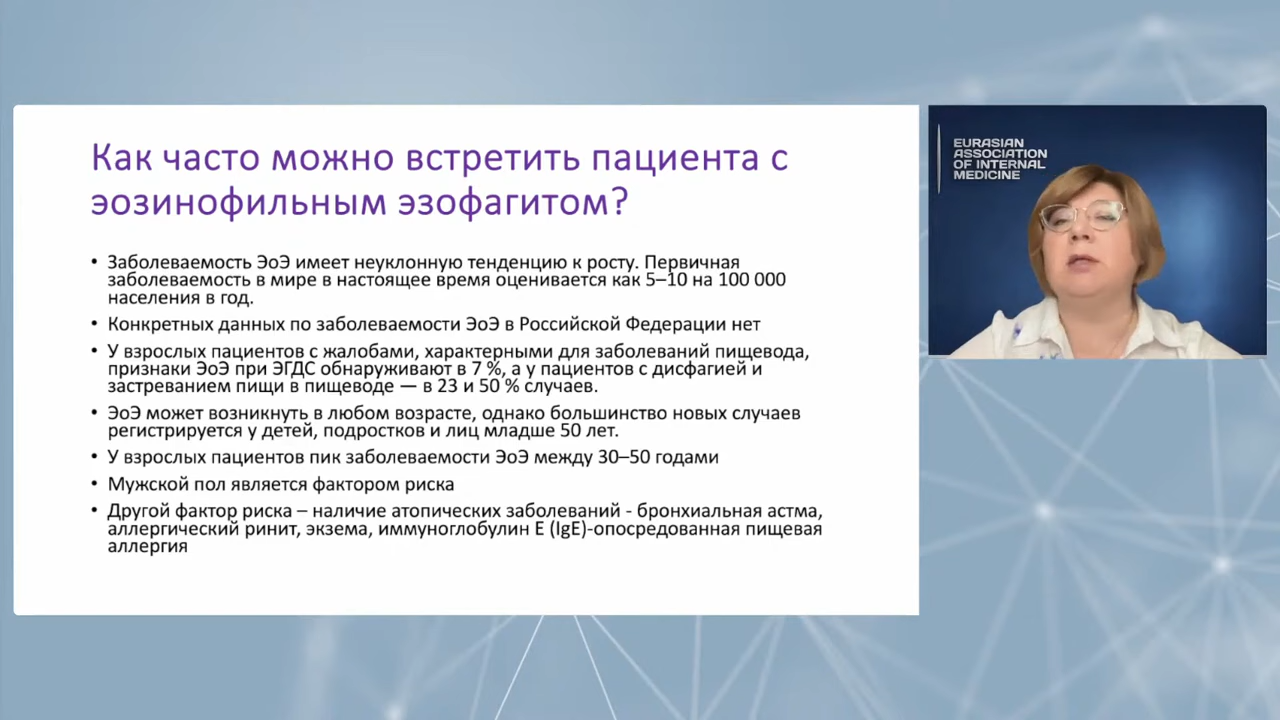 Как часто можно встретить пациента с
эозинофильным эзофагитом?
• Заболеваемость ЭоЭ имеет неуклонную тенденцию к росту. Первичная
заболеваемость в мире в настоящее время оценивается как 5–10 на 100 000
населения в год.
• Конкретных данных по заболеваемости ЭоЭ в Российской Федерации нет
• У взрослых пациентов с жалобами, характерными для заболеваний пищевода,
признаки ЭоЭ при ЭГДС обнаруживают в 7 %, а у пациентов с дисфагией и
застреванием пищи в пищеводе — в 23 и 50 % случаев.
• ЭоЭ может возникнуть в любом возрасте, однако большинство новых случаев
регистрируется у детей, подростков и лиц младше 50 лет.
• У взрослых пациентов пик заболеваемости ЭоЭ между 30–50 годами
• Мужской пол является фактором риска
• Другой фактор риска – наличие атопических заболеваний - бронхиальная астма,
аллергический ринит, экзема, иммуноглобулин E (IgE)-опосредованная пищевая
аллергия
EURASIAN
ASSOCIATION
OF INTERNAL
MEDICINE